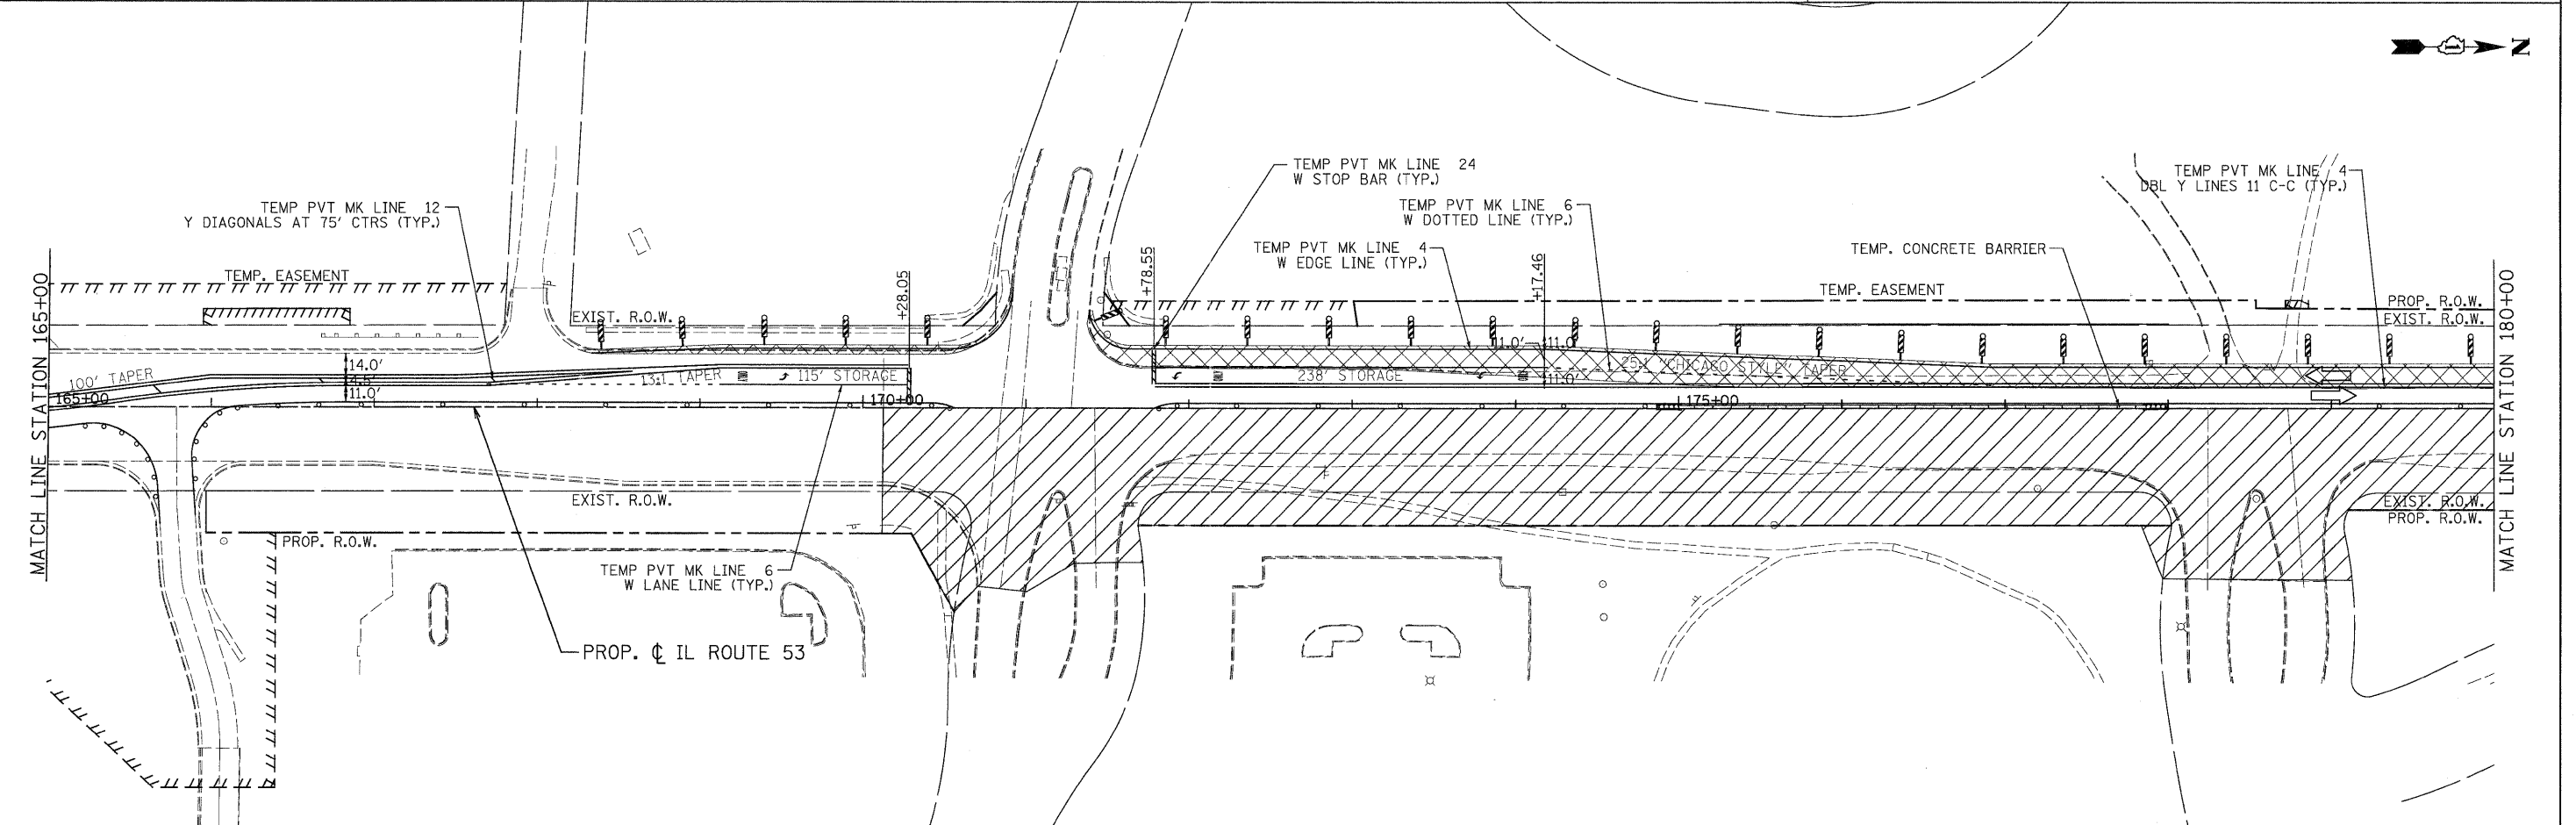 N
TEMP PVT MK LINE 24
W STOP BAR (TYP.)
TEMP PVT MK LINE 4
DBL Y LINES 11 C-C (TYP.)
TEMP PVT MK LINE 12
Y DIAGONALS AT 75' CTRS (TYP.)
TEMP PVT MK LINE 6
W DOTTED LINE (TYP.)
TEMP PVT MK LINE 4
W EDGE LINE (TYP.)
TEMP. CONCRETE BARRIER
MATCH LINE STATION 165+00
TEMP. EASEMENT
+28.05
+78.55
+17.46
TEMP. EASEMENT
PROP. R.O.W.
EXIST. R.O.W.
EXIST. R.O.W.
MATCH LINE STATION 180+00
14.0'
4.5'
11.0'
100' TAPER
13:1 TAPER
115' STORAGE
238' STORAGE
11.0'
11.0'
11.0'
25:1 "CHICAGO STYLE" TAPER
165+00
170+00
175+00
EXIST. R.O.W.
EXIST. R.O.W.
PROP. R.O.W.
PROP. R.O.W.
TEMP PVT MK LINE 6
W LANE LINE (TYP.)
PROP. ℄ IL ROUTE 53